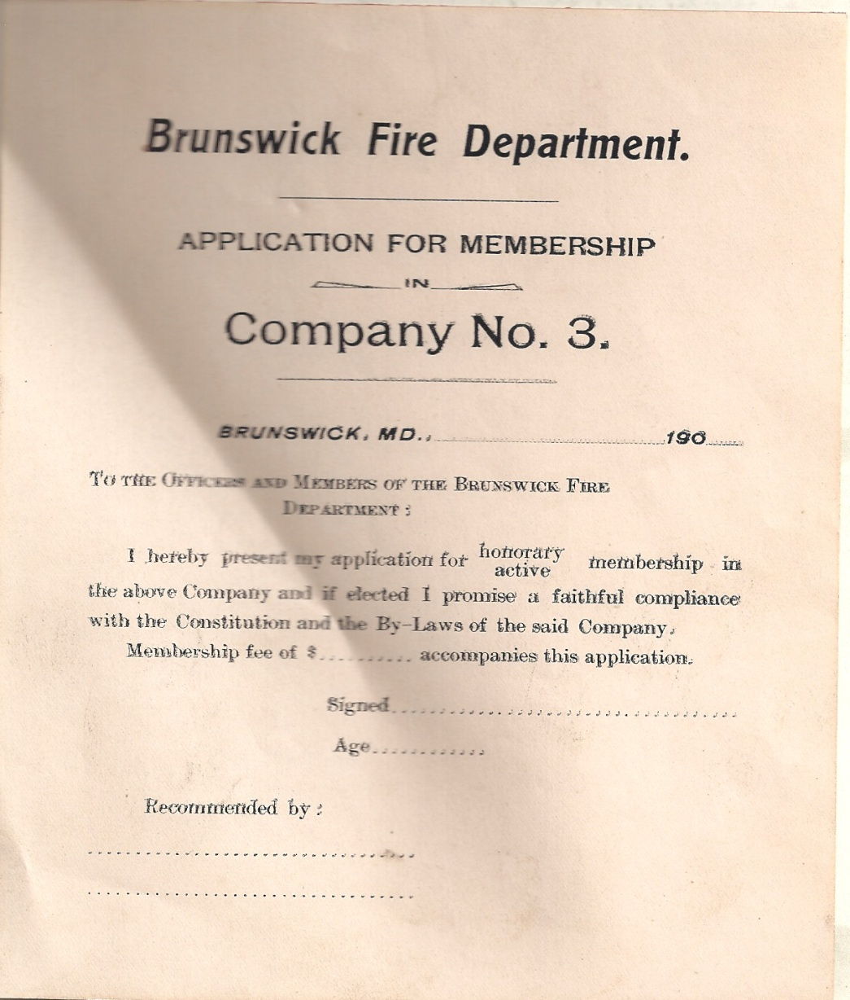 Brunswick Fire Department.
APPLICATION FOR MEMBERSHIP
IN
Company No. 3.
BRUNSWICK, MD., ........................ 190......
TO THE OFFICERS AND MEMBERS OF THE BRUNSWICK FIRE
DEPARTMENT:
I hereby present my application for honorary active membership in
the above Company and if elected I promise a faithful compliance
with the Constitution and the By-Laws of the said Company.
Membership fee of $.......... accompanies this application.
Signed........................................
Age............
Recommended by:
........................................
........................................